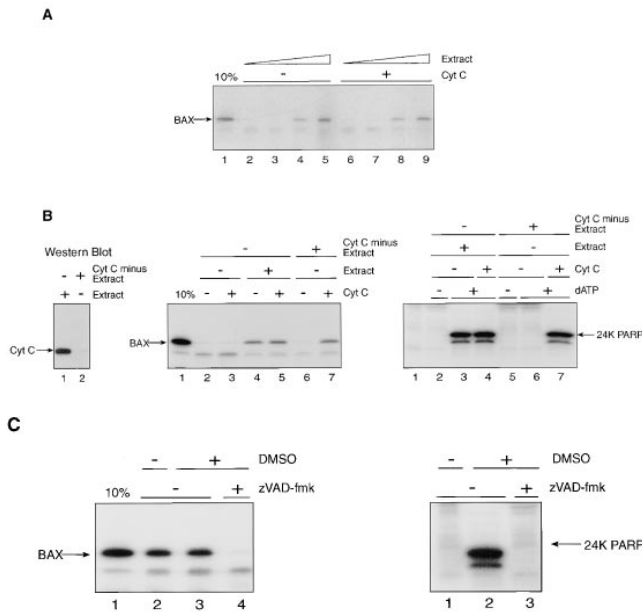 A
Extract
10% - + Cyt C
BAX
1 2 3 4 5 6 7 8 9
B
Western Blot
- + Cyt C minus Extract
+ - Extract
Cyt C
1 2
- + Cyt C minus Extract
- + - Extract
10% - + - + - + Cyt C
BAX
1 2 3 4 5 6 7
- + Cyt C minus Extract
+ - Extract
- + - + Cyt C
- + - + dATP
24K PARP
1 2 3 4 5 6 7
C
- + DMSO
10% - + zVAD-fmk
BAX
1 2 3 4
- + DMSO
- + zVAD-fmk
24K PARP
1 2 3